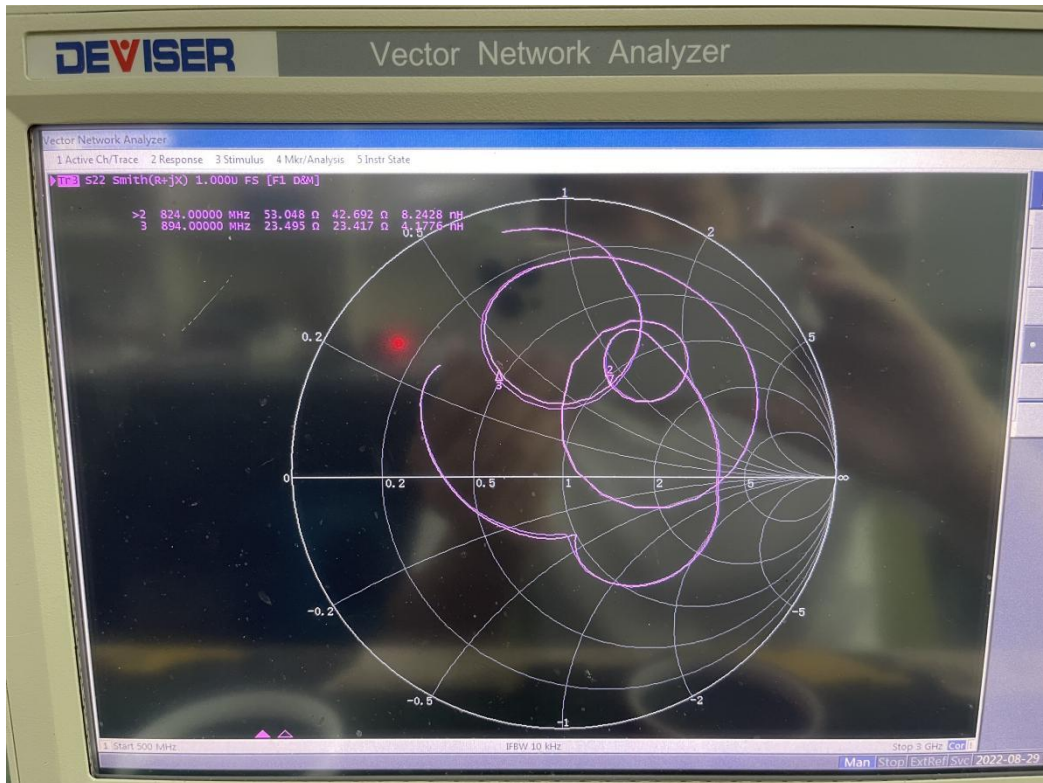 DEVISER
Vector Network Analyzer
Vector Network Analyzer
1 Active Ch/Trace 2 Response 3 Stimulus 4 Mkr/Analysis 5 Instr State
Tr3 S22 Smith(R+jX) 1.000U FS [F1 D&M]
>2 824.00000 MHz 53.048 Ω 42.692 Ω 8.2428 nH
3 894.00000 MHz 23.495 Ω 23.417 Ω 4.1776 nH
1
0.5
2
0.2
5
2
3
0
0.2
0.5
1
2
5
∞
-0.2
-5
-0.5
-2
-1
1 Start 500 MHz
IFBW 10 kHz
Stop 3 GHz Cor !
Man Stop ExtRef Svc 2022-08-29